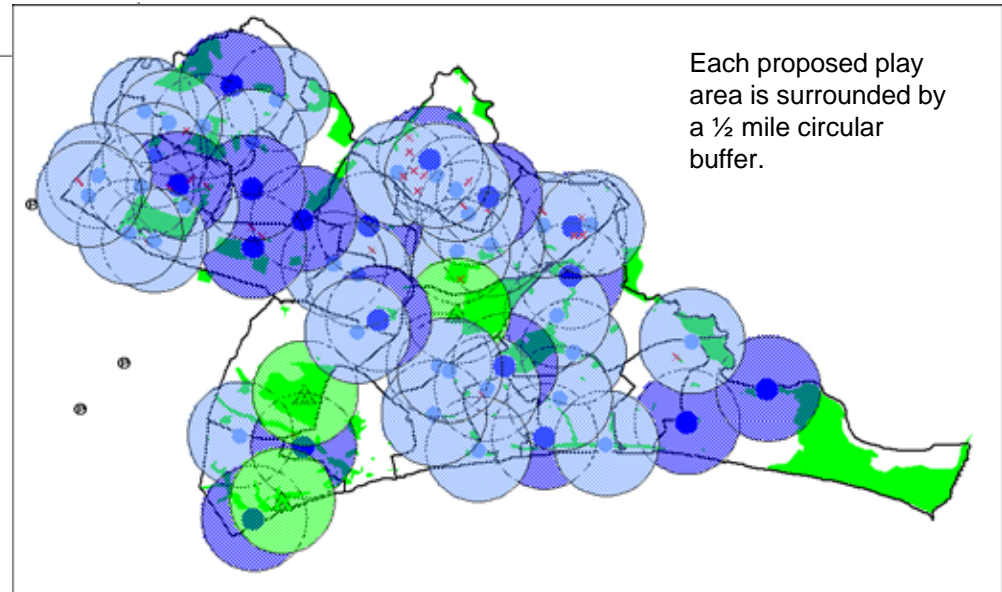 Each proposed play
area is surrounded by
a ½ mile circular
buffer.